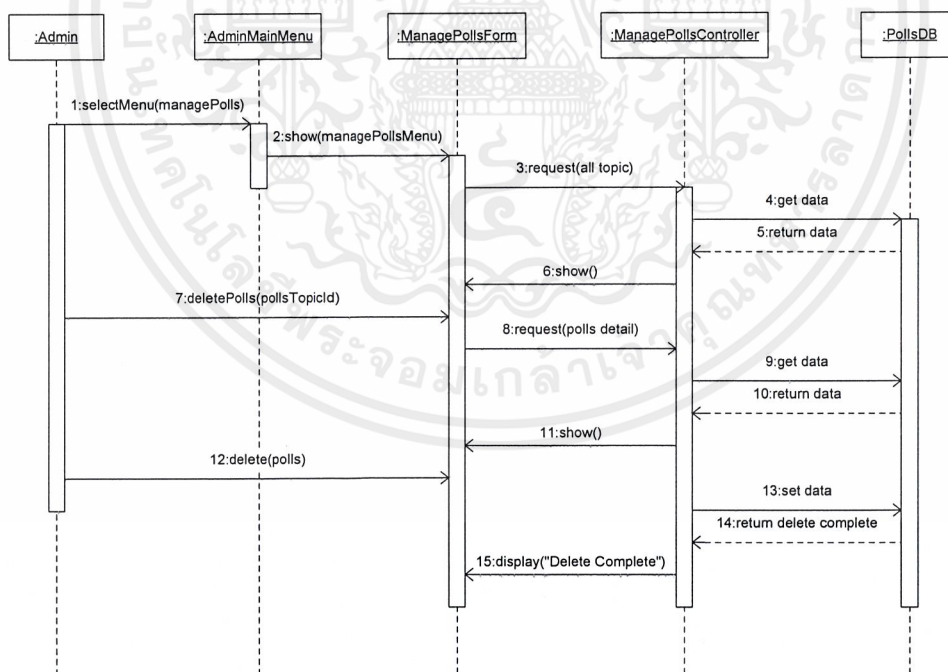 :Admin
:AdminMainMenu
:ManagePollsForm
:ManagePollsController
:PollsDB
1:selectMenu(managePolls)
2:show(managePollsMenu)
3:request(all topic)
4:get data
5:return data
6:show()
7:deletePolls(pollsTopicId)
8:request(polls detail)
9:get data
10:return data
11:show()
12:delete(polls)
13:set data
14:return delete complete
15:display("Delete Complete")